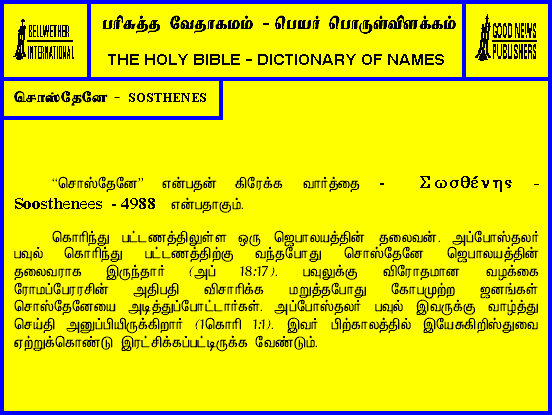 BELLWETHER
INTERNATIONAL
பரிசுத்த வேதாகமம் - பெயர் பொருள்விளக்கம்
THE HOLY BIBLE - DICTIONARY OF NAMES
GOOD NEWS
PUBLISHERS
சொஸ்தேனே - SOSTHENES
“சொஸ்தேனே” என்பதன் கிரேக்க வார்த்தை - Σωσθένης -
Soosthenees - 4988 என்பதாகும்.
கொரிந்து பட்டணத்திலுள்ள ஒரு ஜெபாலயத்தின் தலைவன். அப்போஸ்தலர்
பவுல் கொரிந்து பட்டணத்திற்கு வந்தபோது சொஸ்தேனே ஜெபாலயத்தின்
தலைவராக இருந்தார் (அப் 18:17). பவுலுக்கு விரோதமான வழக்கை
ரோமப்பேரரசின் அதிபதி விசாரிக்க மறுத்தபோது கோபமுற்ற ஜனங்கள்
சொஸ்தேனேயை அடித்துப்போட்டார்கள். அப்போஸ்தலர் பவுல் இவருக்கு வாழ்த்து
செய்தி அனுப்பியிருக்கிறார் (1கொரி 1:1). இவர் பிற்காலத்தில் இயேசுகிறிஸ்துவை
ஏற்றுக்கொண்டு இரட்சிக்கப்பட்டிருக்க வேண்டும்.